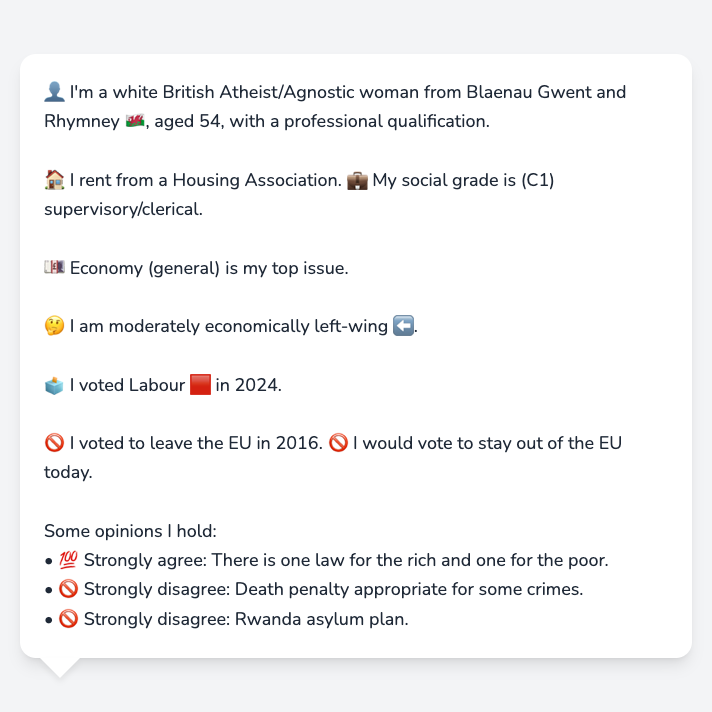 👤 I'm a white British Atheist/Agnostic woman from Blaenau Gwent and
Rhymney 🏴󠁧󠁢󠁷󠁬󠁳󠁿, aged 54, with a professional qualification.
🏠 I rent from a Housing Association. 💼 My social grade is (C1)
supervisory/clerical.
💷 Economy (general) is my top issue.
🤔 I am moderately economically left-wing ⬅️.
🗳️ I voted Labour 🟥 in 2024.
🚫 I voted to leave the EU in 2016. 🚫 I would vote to stay out of the EU
today.
Some opinions I hold:
• 💯 Strongly agree: There is one law for the rich and one for the poor.
• 🚫 Strongly disagree: Death penalty appropriate for some crimes.
• 🚫 Strongly disagree: Rwanda asylum plan.